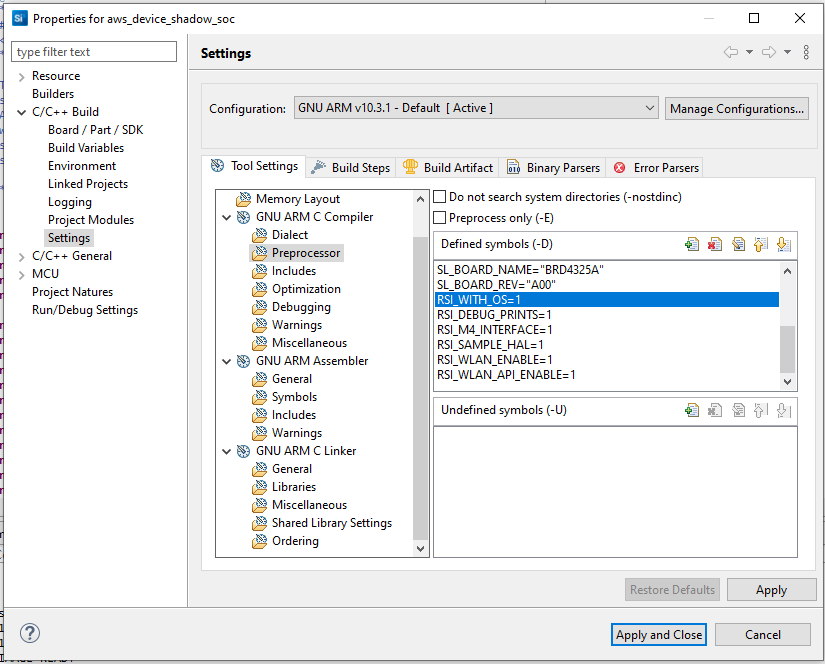 Si
Properties for aws_device_shadow_soc
type filter text
Resource
Builders
C/C++ Build
Board / Part / SDK
Build Variables
Environment
Linked Projects
Logging
Project Modules
Settings
C/C++ General
MCU
Project Natures
Run/Debug Settings
Settings
Configuration:
GNU ARM v10.3.1 - Default [ Active ]
Manage Configurations...
Tool Settings
Build Steps
Build Artifact
Binary Parsers
Error Parsers
Memory Layout
GNU ARM C Compiler
Dialect
Preprocessor
Includes
Optimization
Debugging
Warnings
Miscellaneous
GNU ARM Assembler
General
Symbols
Includes
Warnings
GNU ARM C Linker
General
Libraries
Miscellaneous
Shared Library Settings
Ordering
Do not search system directories (-nostdinc)
Preprocess only (-E)
Defined symbols (-D)
SL_BOARD_NAME="BRD4325A"
SL_BOARD_REV="A00"
RSI_WITH_OS=1
RSI_DEBUG_PRINTS=1
RSI_M4_INTERFACE=1
RSI_SAMPLE_HAL=1
RSI_WLAN_ENABLE=1
RSI_WLAN_API_ENABLE=1
Undefined symbols (-U)
Restore Defaults
Apply
?
Apply and Close
Cancel